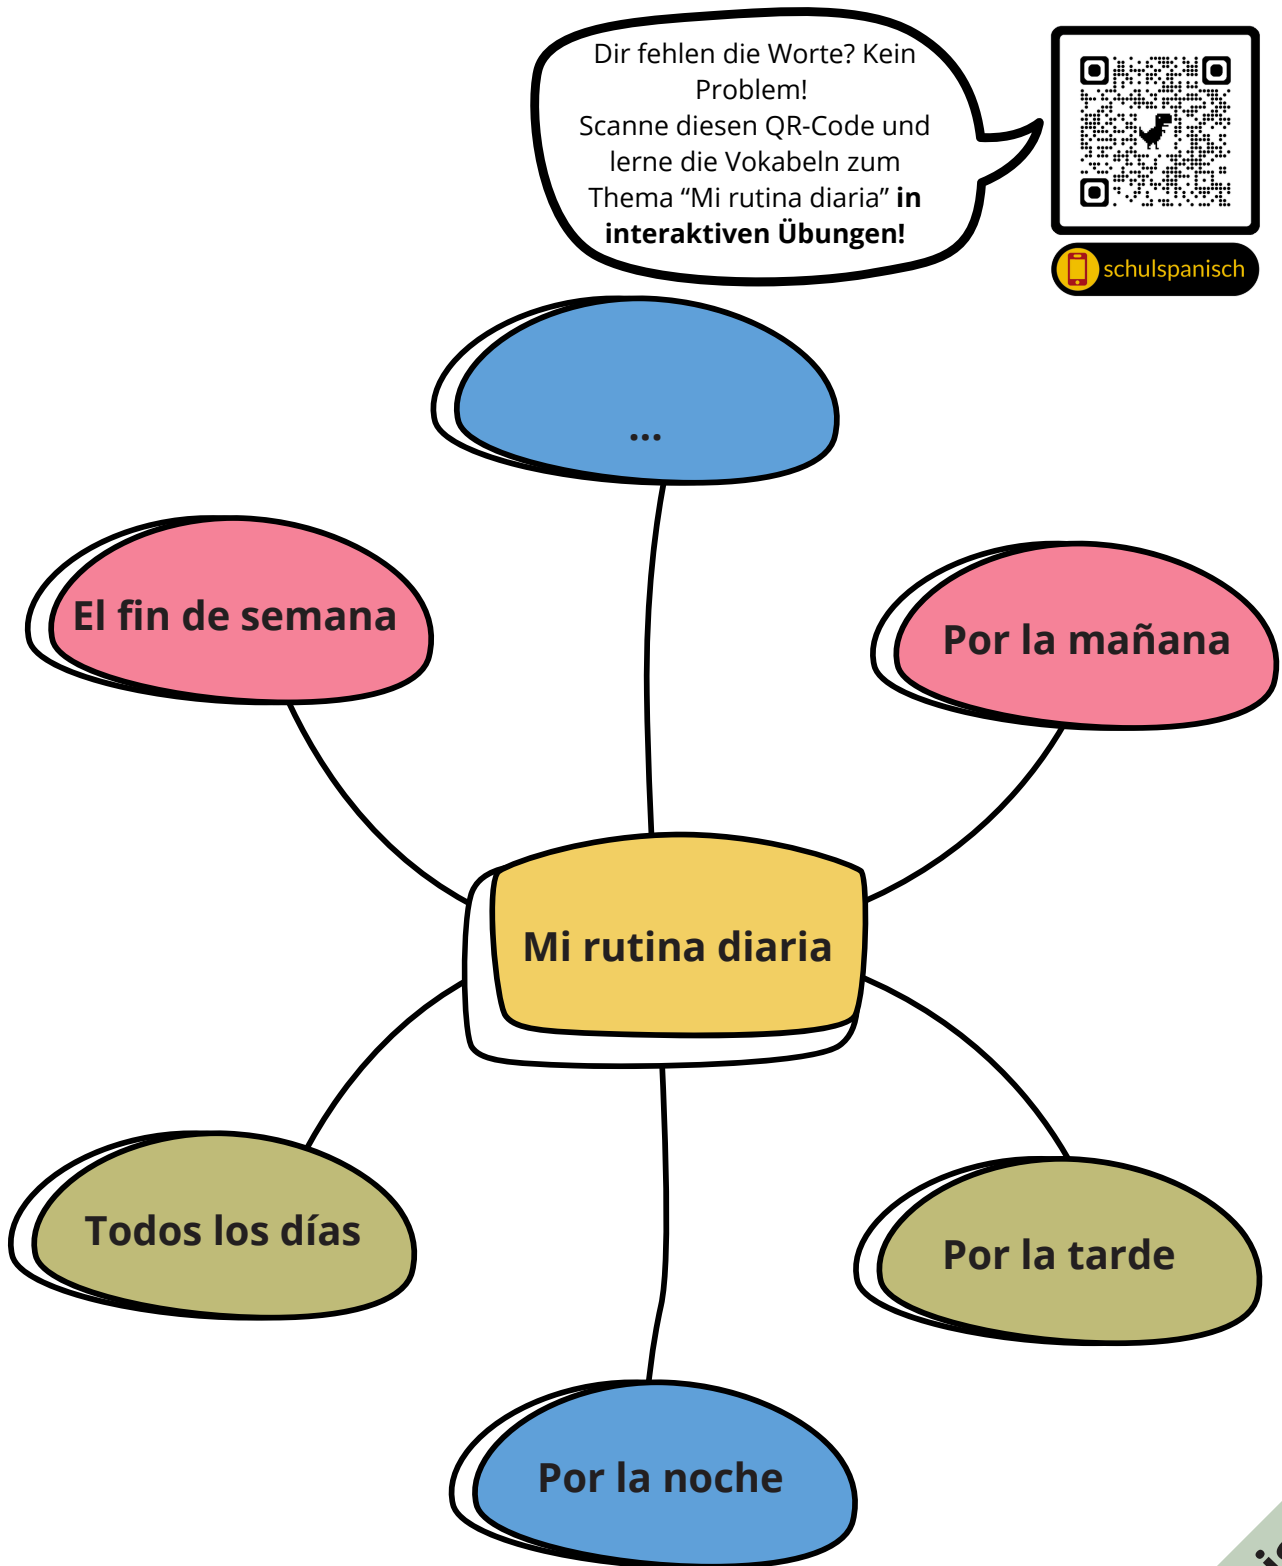 Dir fehlen die Worte? Kein
Problem!
Scanne diesen QR-Code und
lerne die Vokabeln zum
Thema “Mi rutina diaria” in
interaktiven Übungen!
schulspanisch
...
El fin de semana
Por la mañana
Mi rutina diaria
Todos los días
Por la tarde
Por la noche